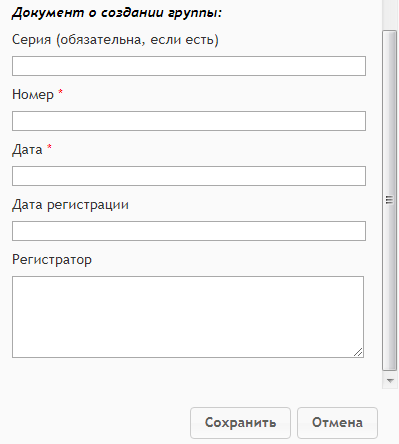 Документ о создании группы:
Серия (обязательна, если есть)
Номер *
Дата *
Дата регистрации
Регистратор
Сохранить Отмена